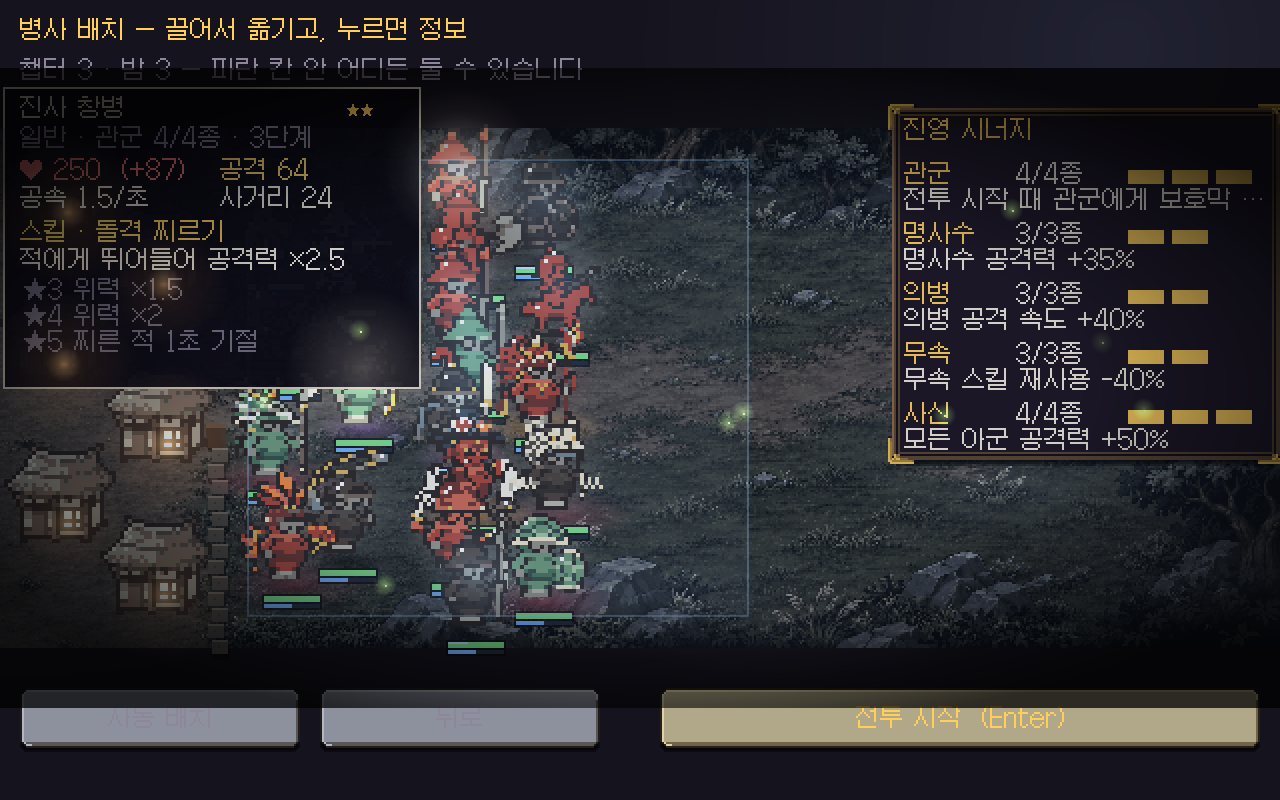 병사 배치 — 끌어서 옮기고, 누르면 정보
챕터 3 · 밤 3 — 파란 칸 안 어디든 둘 수 있습니다
진사 창병 ★★
일반 · 관군 4/4종 · 3단계
♥ 250 (+87) 공격 64
공속 1.5/초 사거리 24
스킬 · 돌격 찌르기
적에게 뛰어들어 공격력 ×2.5
★3 위력 ×1.5
★4 위력 ×2
★5 찌른 적 1초 기절
진영 시너지
관군 4/4종
전투 시작 때 관군에게 보호막 …
명사수 3/3종
명사수 공격력 +35%
의병 3/3종
의병 공격 속도 +40%
무속 3/3종
무속 스킬 재사용 -40%
사신 4/4종
모든 아군 공격력 +50%
자동 배치
뒤로
전투 시작 (Enter)